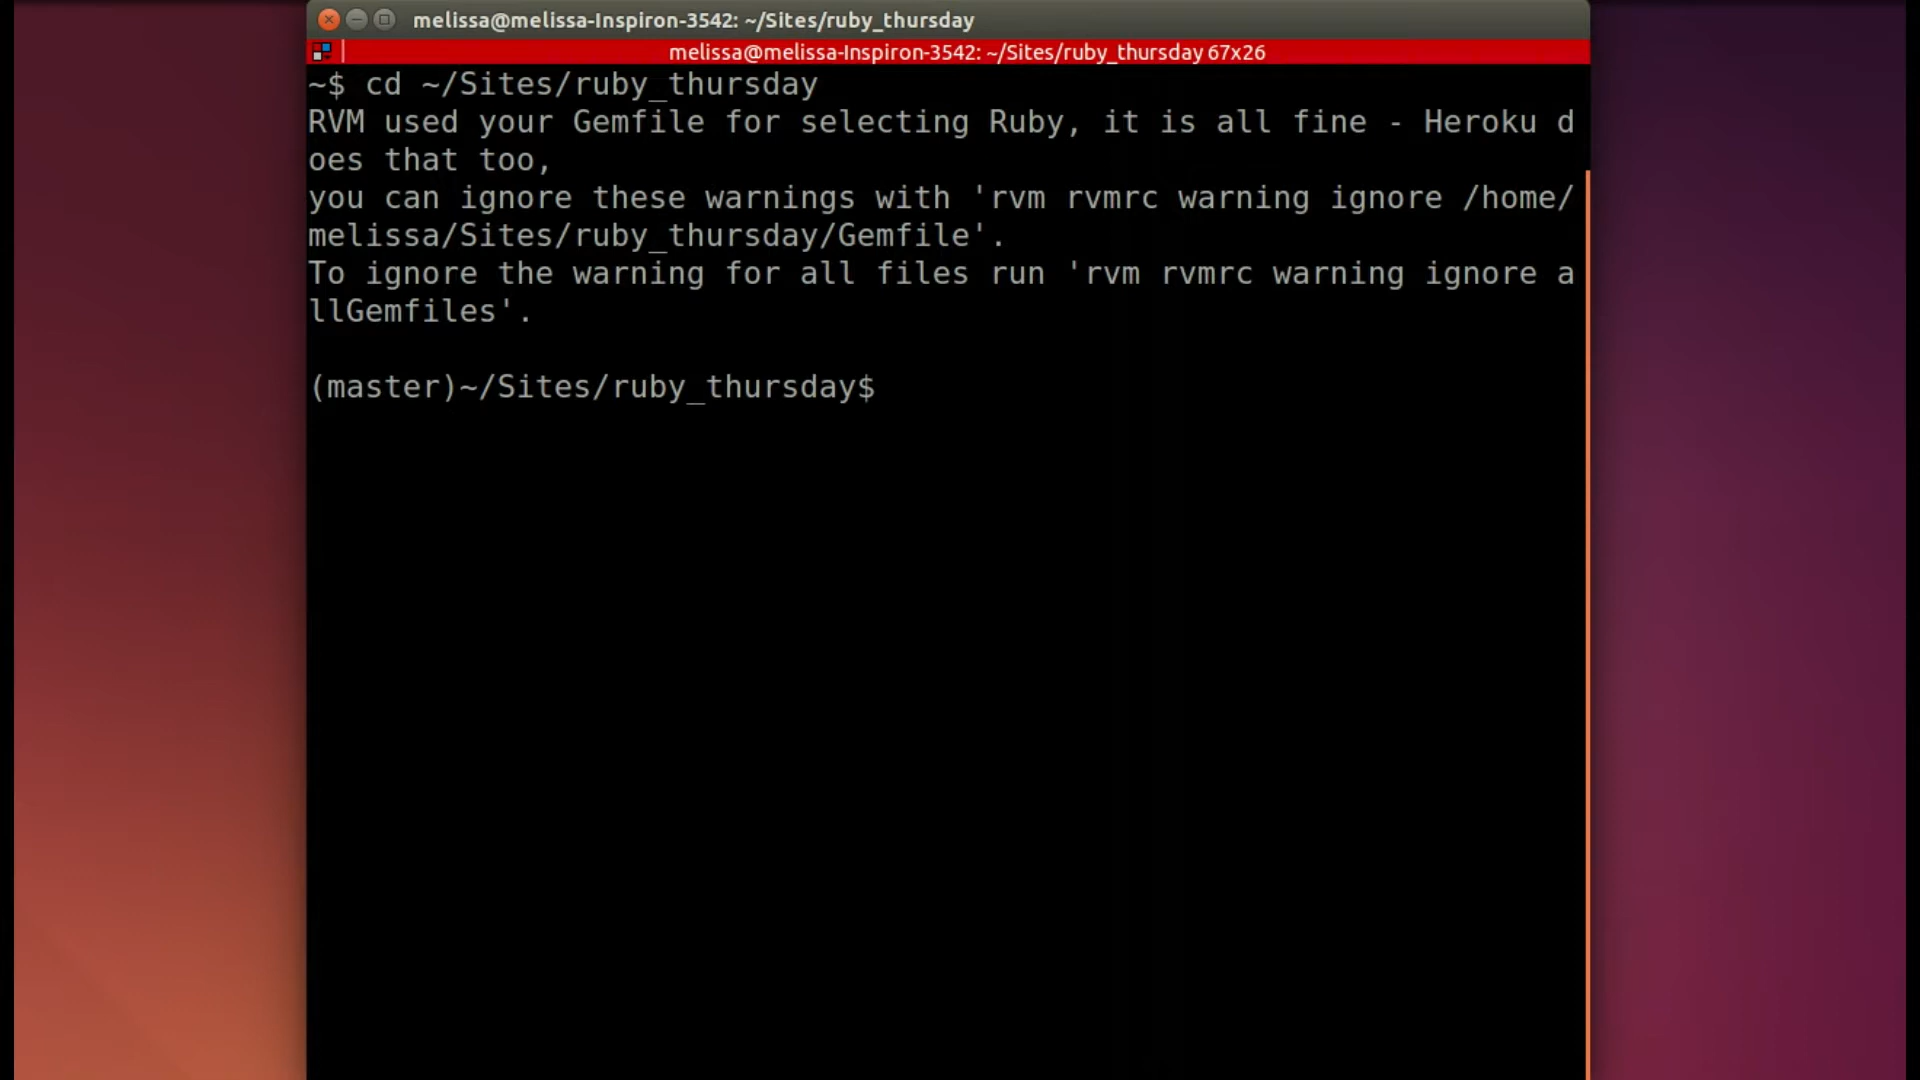 melissa@melissa-Inspiron-3542: ~/Sites/ruby_thursday
melissa@melissa-Inspiron-3542: ~/Sites/ruby_thursday 67x26
~$ cd ~/Sites/ruby_thursday
RVM used your Gemfile for selecting Ruby, it is all fine - Heroku d
oes that too,
you can ignore these warnings with 'rvm rvmrc warning ignore /home/
melissa/Sites/ruby_thursday/Gemfile'.
To ignore the warning for all files run 'rvm rvmrc warning ignore a
llGemfiles'.
(master)~/Sites/ruby_thursday$